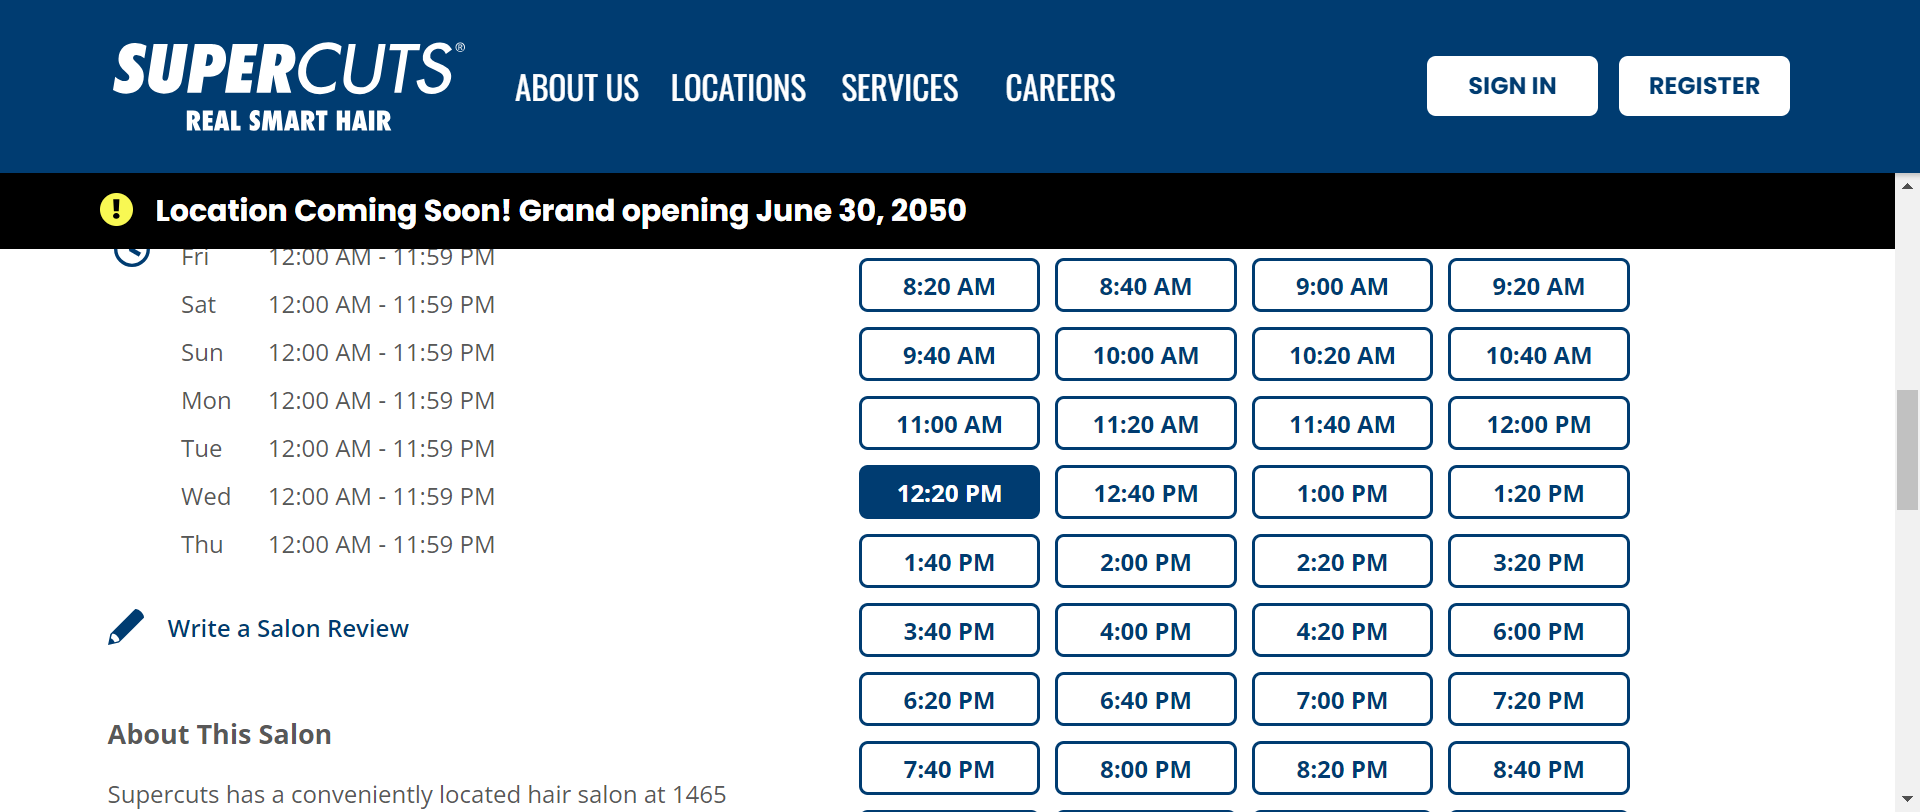 SUPERCUTS®
REAL SMART HAIR
ABOUT US LOCATIONS SERVICES CAREERS
SIGN IN REGISTER
Location Coming Soon! Grand opening June 30, 2050
Fri 12:00 AM - 11:59 PM
Sat 12:00 AM - 11:59 PM
Sun 12:00 AM - 11:59 PM
Mon 12:00 AM - 11:59 PM
Tue 12:00 AM - 11:59 PM
Wed 12:00 AM - 11:59 PM
Thu 12:00 AM - 11:59 PM
Write a Salon Review
About This Salon
Supercuts has a conveniently located hair salon at 1465
8:20 AM 8:40 AM 9:00 AM 9:20 AM
9:40 AM 10:00 AM 10:20 AM 10:40 AM
11:00 AM 11:20 AM 11:40 AM 12:00 PM
12:20 PM 12:40 PM 1:00 PM 1:20 PM
1:40 PM 2:00 PM 2:20 PM 3:20 PM
3:40 PM 4:00 PM 4:20 PM 6:00 PM
6:20 PM 6:40 PM 7:00 PM 7:20 PM
7:40 PM 8:00 PM 8:20 PM 8:40 PM